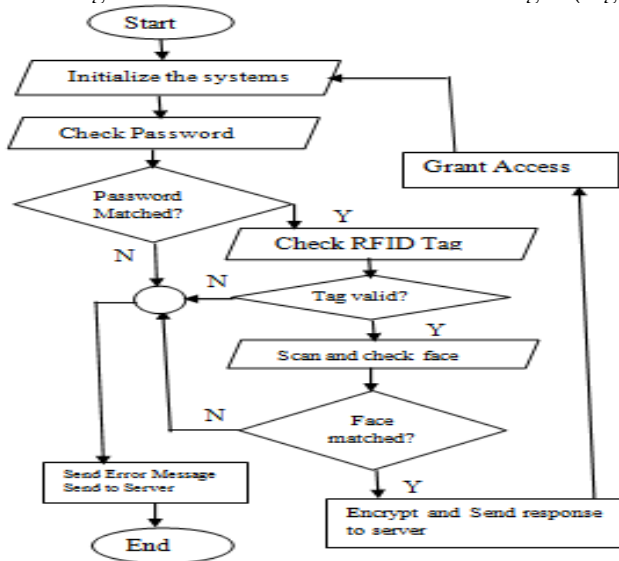 Start
Initialize the systems
Check Password
Grant Access
Password
Matched?
Y
Check RFID Tag
N
N
Tag valid?
Y
Scan and check face
N
Face
matched?
Send Error Message
Send to Server
Y
Encrypt and Send response
to server
End